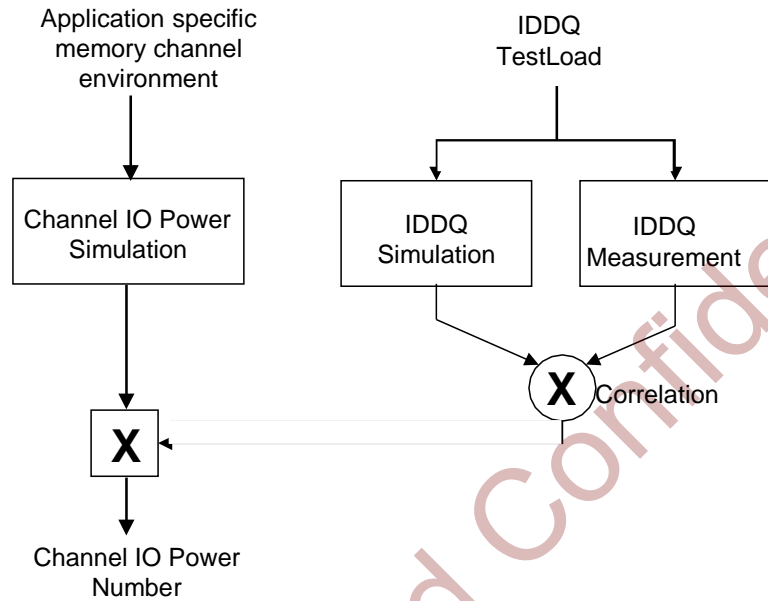 Application specific
memory channel
environment
IDDQ
TestLoad
Channel IO Power
Simulation
IDDQ
Simulation
IDDQ
Measurement
X
Correlation
X
Channel IO Power
Number
d Confide